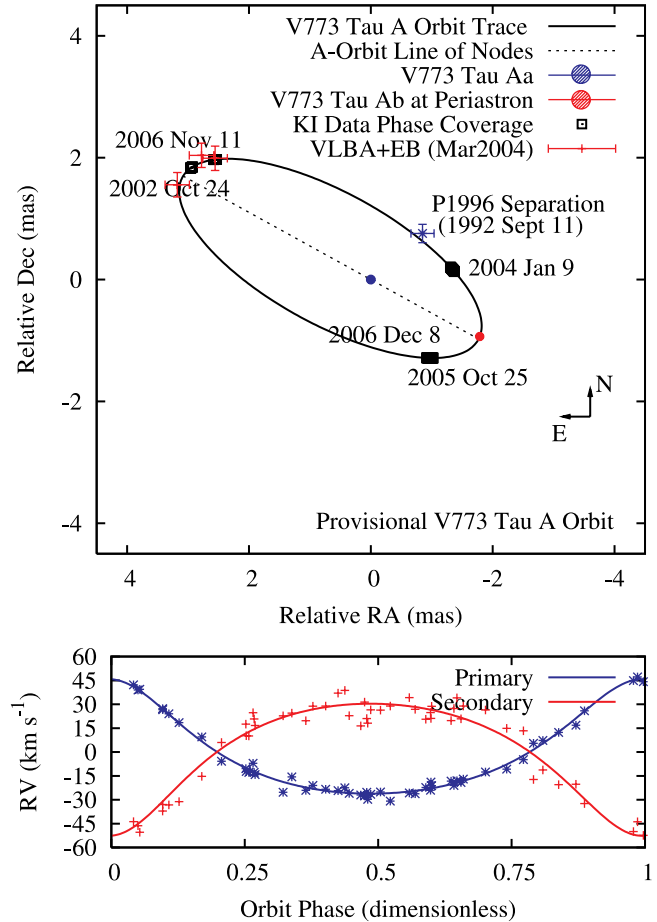 V773 Tau A Orbit Trace
A-Orbit Line of Nodes
V773 Tau Aa
V773 Tau Ab at Periastron
KI Data Phase Coverage
VLBA+EB (Mar2004)
2006 Nov 11
2002 Oct 24
P1996 Separation
(1992 Sept 11)
2004 Jan 9
2006 Dec 8
2005 Oct 25
N
E
Provisional V773 Tau A Orbit
4
2
0
-2
-4
Relative Dec (mas)
4 2 0 -2 -4
Relative RA (mas)
Primary
Secondary
60
45
30
15
0
-15
-30
-45
-60
RV (km s-1)
0 0.25 0.5 0.75 1
Orbit Phase (dimensionless)